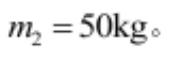 m₂ = 50kg。